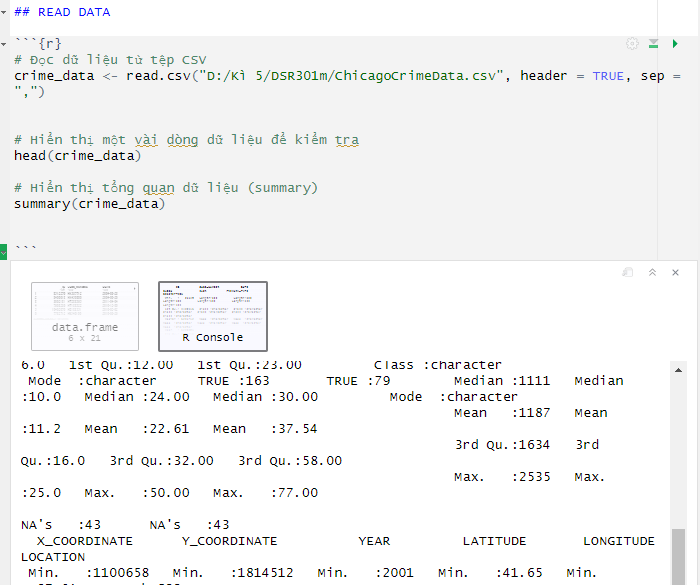 ## READ DATA
```{r}
# Đọc dữ liệu từ tệp CSV
crime_data <- read.csv("D:/Kì 5/DSR301m/ChicagoCrimeData.csv", header = TRUE, sep =
",")
# Hiển thị một vài dòng dữ liệu để kiểm tra
head(crime_data)
# Hiển thị tổng quan dữ liệu (summary)
summary(crime_data)
```
data.frame
6 x 21
R Console
6.0   1st Qu.:12.00   1st Qu.:23.00         Class :character
Mode  :character     TRUE :163       TRUE :79        Median :1111   Median
:10.0   Median :24.00   Median :30.00         Mode  :character
Mean   :1187   Mean
:11.2   Mean   :22.61   Mean   :37.54
3rd Qu.:1634   3rd
Qu.:16.0   3rd Qu.:32.00   3rd Qu.:58.00
Max.   :2535   Max.
:25.0   Max.   :50.00   Max.   :77.00
NA's   :43      NA's   :43
X_COORDINATE      Y_COORDINATE          YEAR         LATITUDE       LONGITUDE
LOCATION
Min.   :1100658   Min.   :1814512   Min.   :2001   Min.   :41.65   Min.